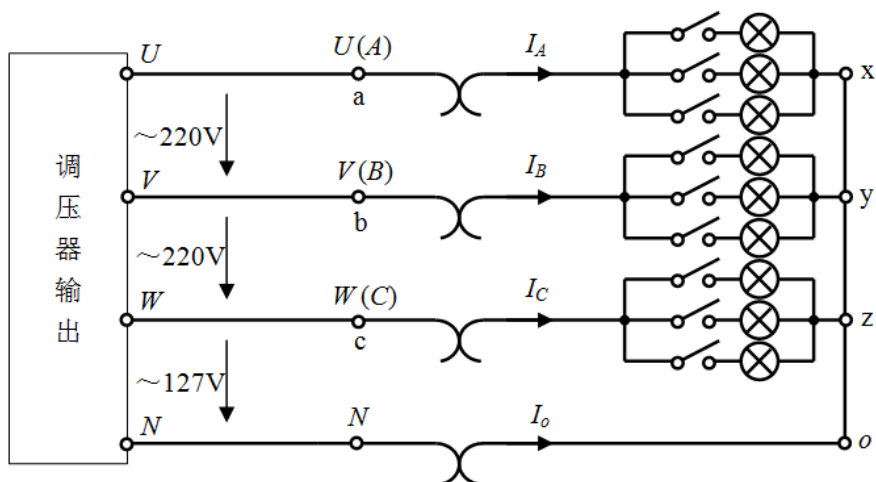 U
U(A)
I_A
x
a
~220V
V
V(B)
I_B
y
b
~220V
W
W(C)
I_C
z
c
~127V
N
N
I_o
o
调压器输出